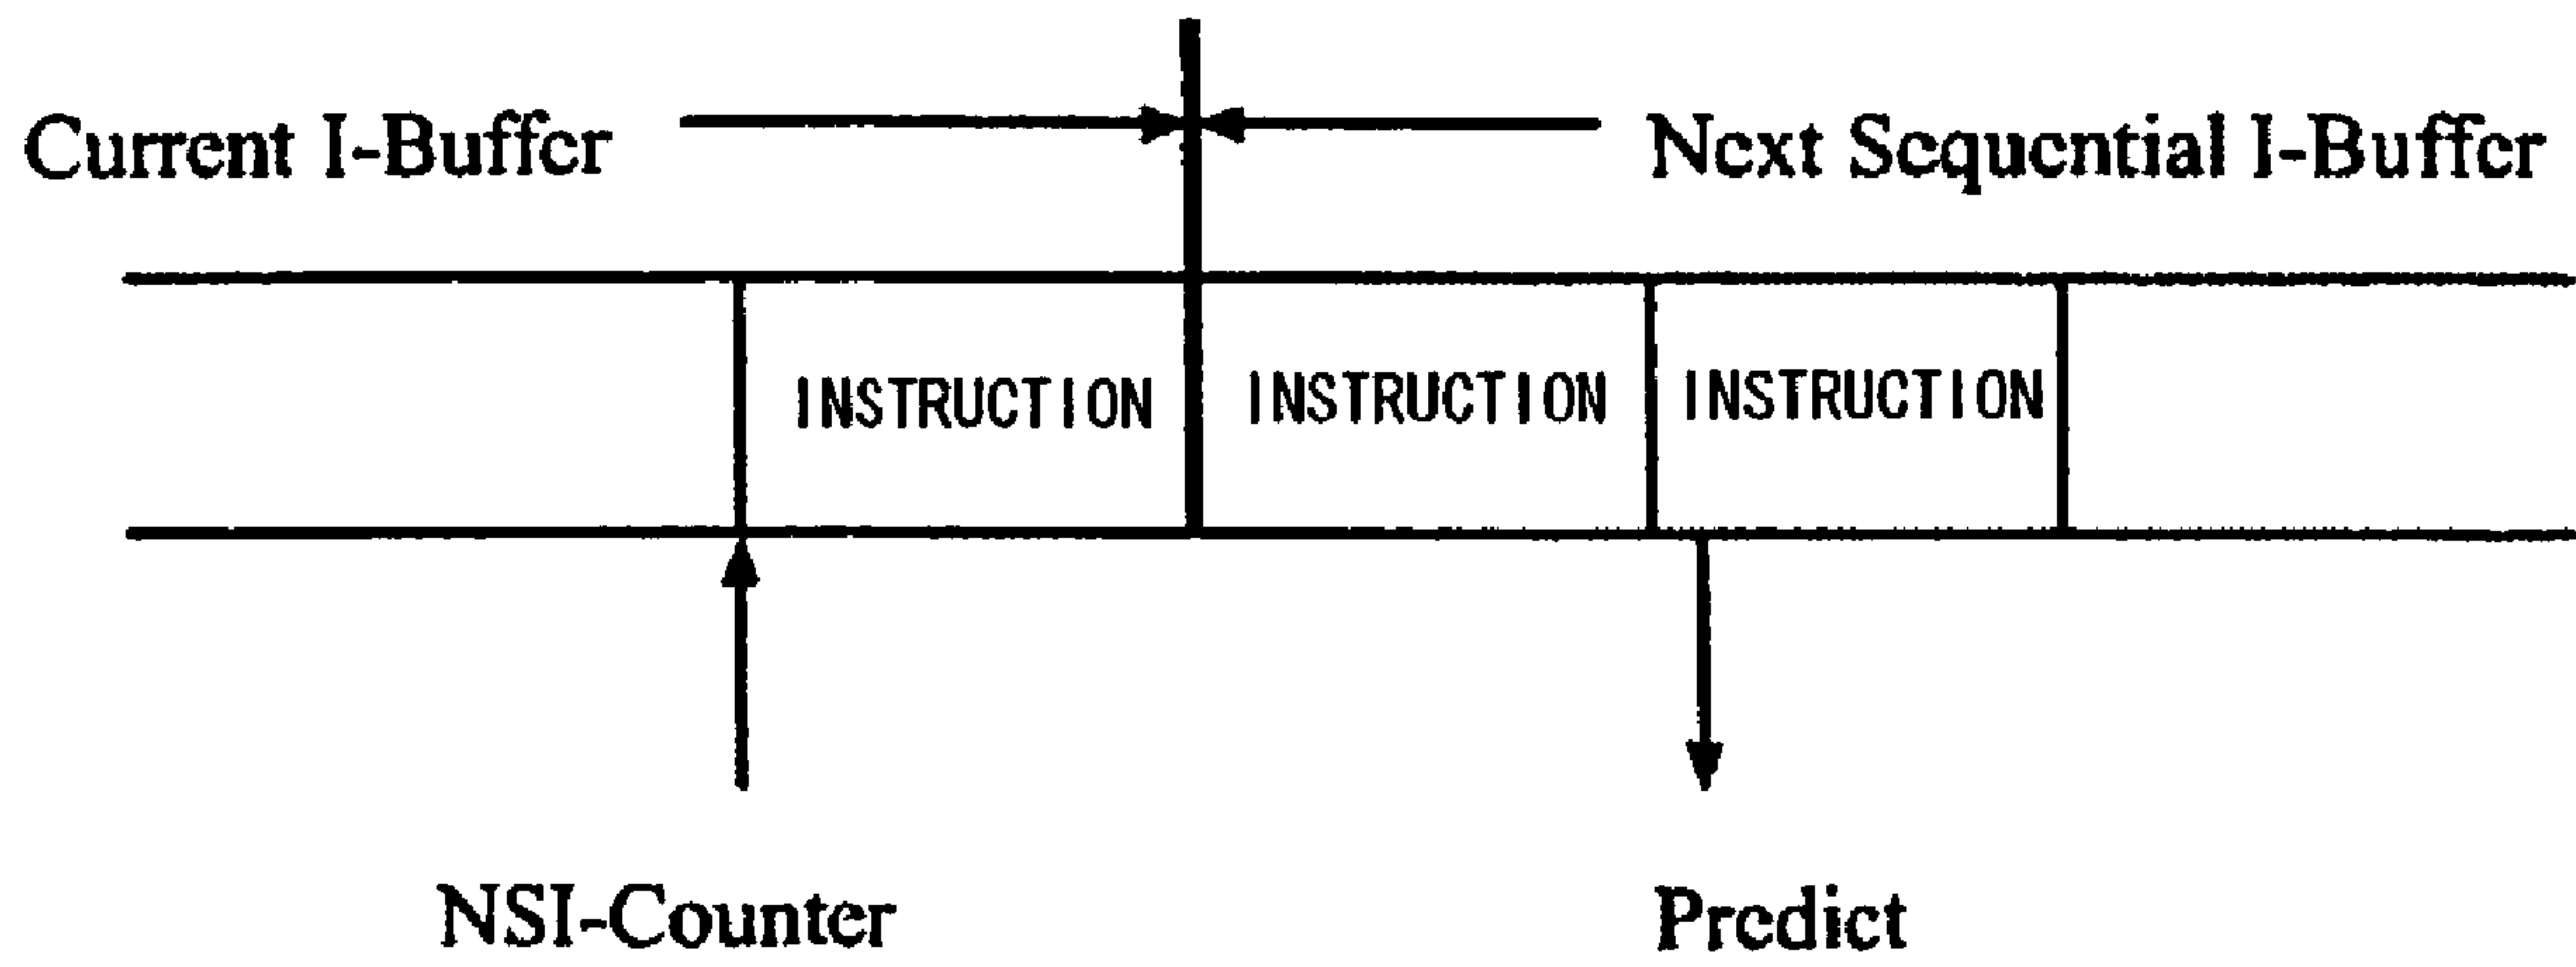 Current I-Buffer
Next Sequential I-Buffer
INSTRUCTION INSTRUCTION INSTRUCTION
NSI-Counter
Predict